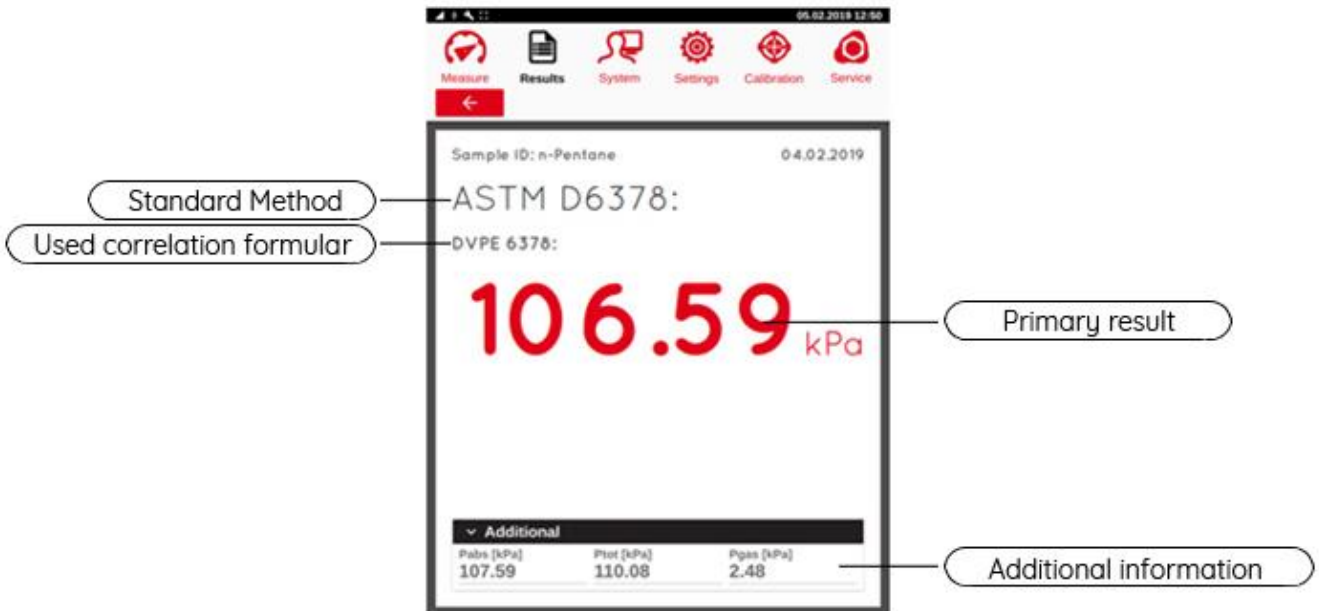 05.02.2019 12:50
Measure Results System Settings Calibration Service
Sample ID: n-Pentane 04.02.2019
Standard Method
ASTM D6378:
Used correlation formular
DVPE 6378:
106.59 kPa
Primary result
Additional
Pabs [kPa] Ptot [kPa] Pgas [kPa]
107.59 110.08 2.48
Additional information